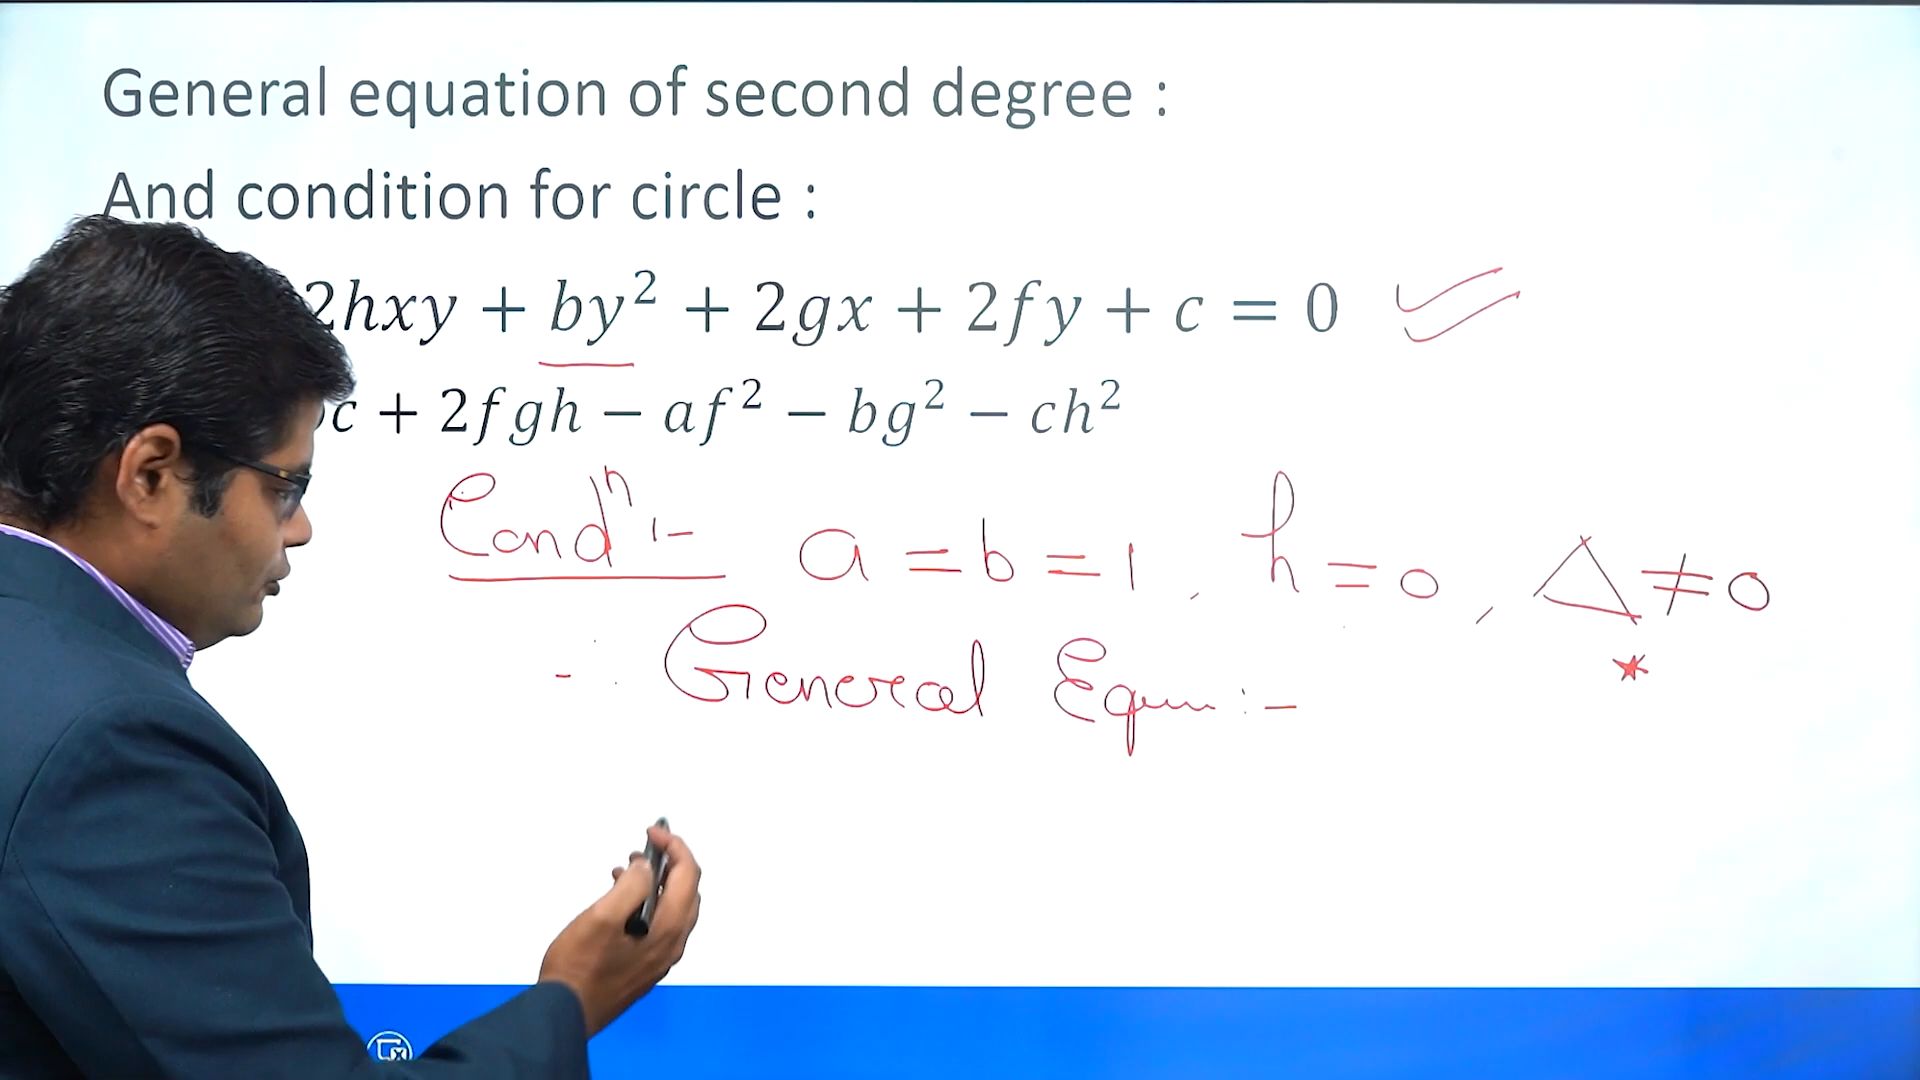 General equation of second degree :
And condition for circle :
2hxy + by² + 2gx + 2fy + c = 0
c + 2fgh − af² − bg² − ch²
Condⁿ :- a = b = 1, h = 0, Δ ≠ 0
∴ General Equn :-